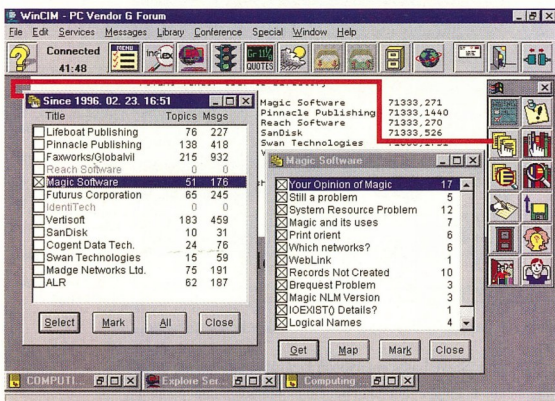 WinCIM - PC Vendor G Forum
File Edit Services Messages Library Conference Special Window Help
Connected
41:48
MENU
QUOTES
Magic Software 71333,271
Pinnacle Publishing 71333,1440
Reach Software 71333,270
SanDisk 71333,526
Swan Technologies
Since 1996. 02. 23. 16:51
Title Topics Msgs
Lifeboat Publishing 76 227
Pinnacle Publishing 138 418
Faxworks/Globalvil 215 932
Reach Software 0 0
Magic Software 51 176
Futurus Corporation 65 245
IdentiTech 0 0
Vertisoft 183 459
SanDisk 10 31
Cogent Data Tech. 24 76
Swan Technologies 15 59
Madge Networks Ltd. 75 191
ALR 62 187
Select Mark All Close
Magic Software
Your Opinion of Magic 17
Still a problem 5
System Resource Problem 12
Magic and its uses 7
Print orient 6
Which networks? 6
WebLink 1
Records Not Created 10
Brequest Problem 3
Magic NLM Version 3
IOEXIST() Details? 1
Logical Names 4
Get Map Mark Close
COMPUTI... Explore Ser... Computing ...